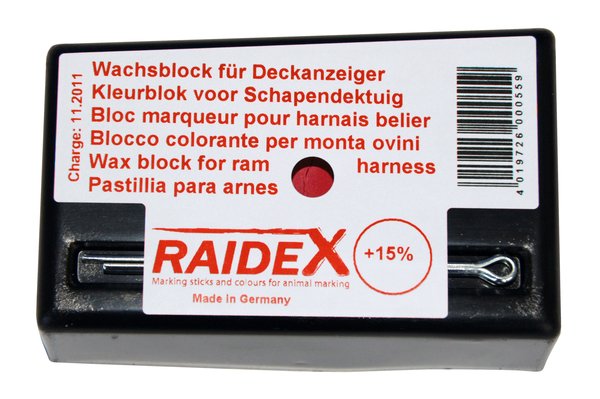 Wachsblock für Deckanzeiger
Kleurblok voor Schapendektuig
Bloc marqueur pour harnais belier
Blocco colorante per monta ovini
Wax block for ram harness
Pastillia para arnes
Charge: 11.2011
4 019726 000559
RAIDEX
+15%
Marking sticks and colours for animal marking
Made In Germany